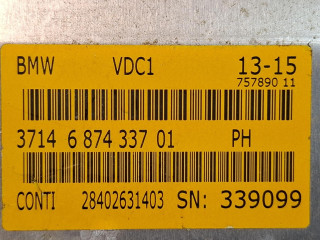 BMW VDC1 13-15
757890 11
3714 6 874 337 01 PH
CONTI 28402631403 SN: 339099